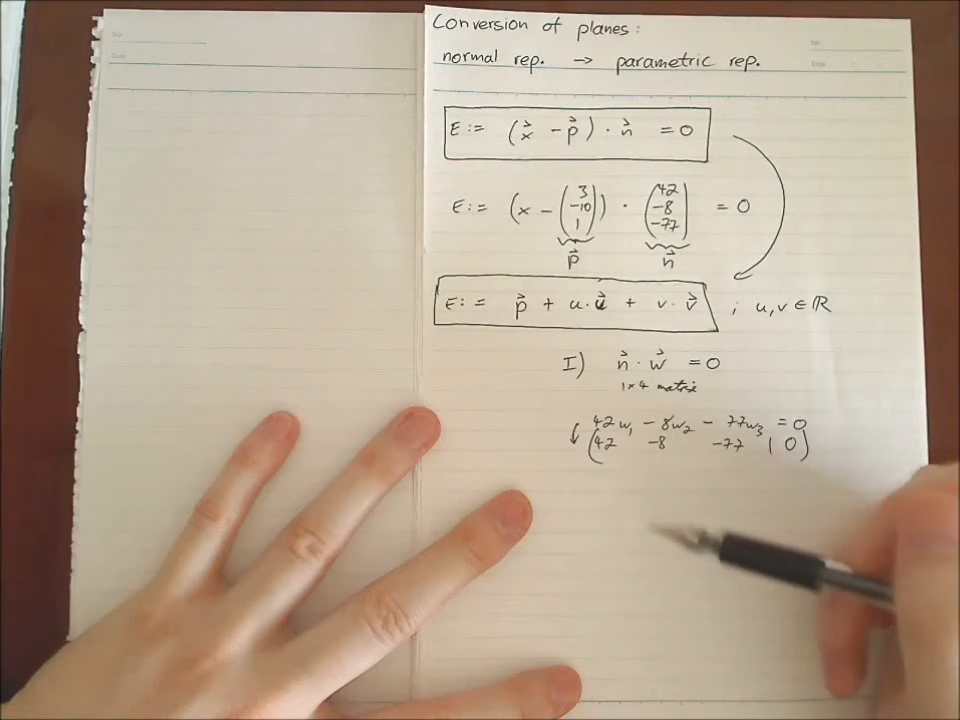 Conversion of planes:
normal rep. → parametric rep.
E:= (x⃗ - p⃗) · n⃗ = 0
E:= (x - (3 -10 1)) · (42 -8 -77) = 0
p⃗ n⃗
E:= p⃗ + u·u⃗ + v·v⃗ ; u,v ∈ ℝ
I) n⃗ · w⃗ = 0
1×4 matrix
42w₁ - 8w₂ - 77w₃ = 0
↓ (42 -8 -77 | 0)